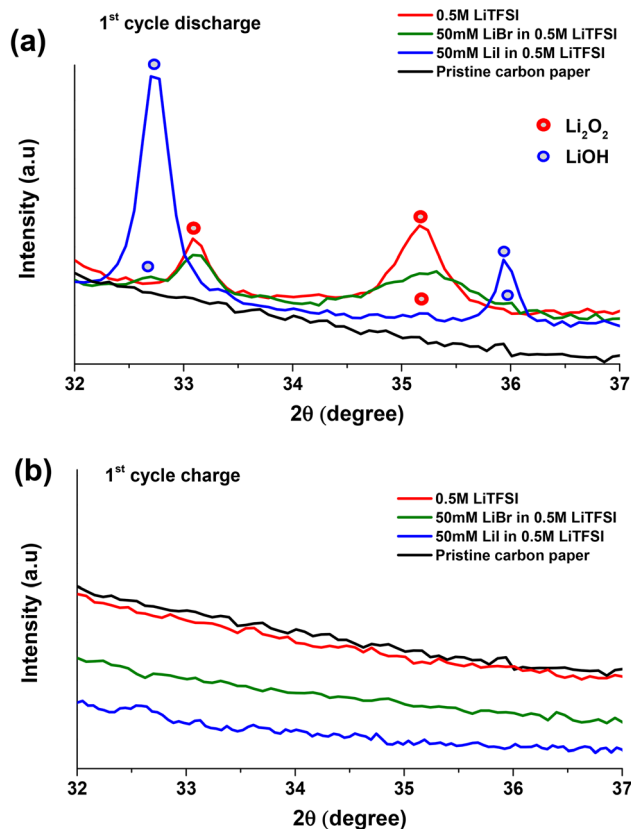 (a)
1st cycle discharge
0.5M LiTFSI
50mM LiBr in 0.5M LiTFSI
50mM LiI in 0.5M LiTFSI
Pristine carbon paper
Li₂O₂
LiOH
Intensity (a.u)
32 33 34 35 36 37
2θ (degree)
(b)
1st cycle charge
0.5M LiTFSI
50mM LiBr in 0.5M LiTFSI
50mM LiI in 0.5M LiTFSI
Pristine carbon paper
Intensity (a.u)
32 33 34 35 36 37
2θ (degree)